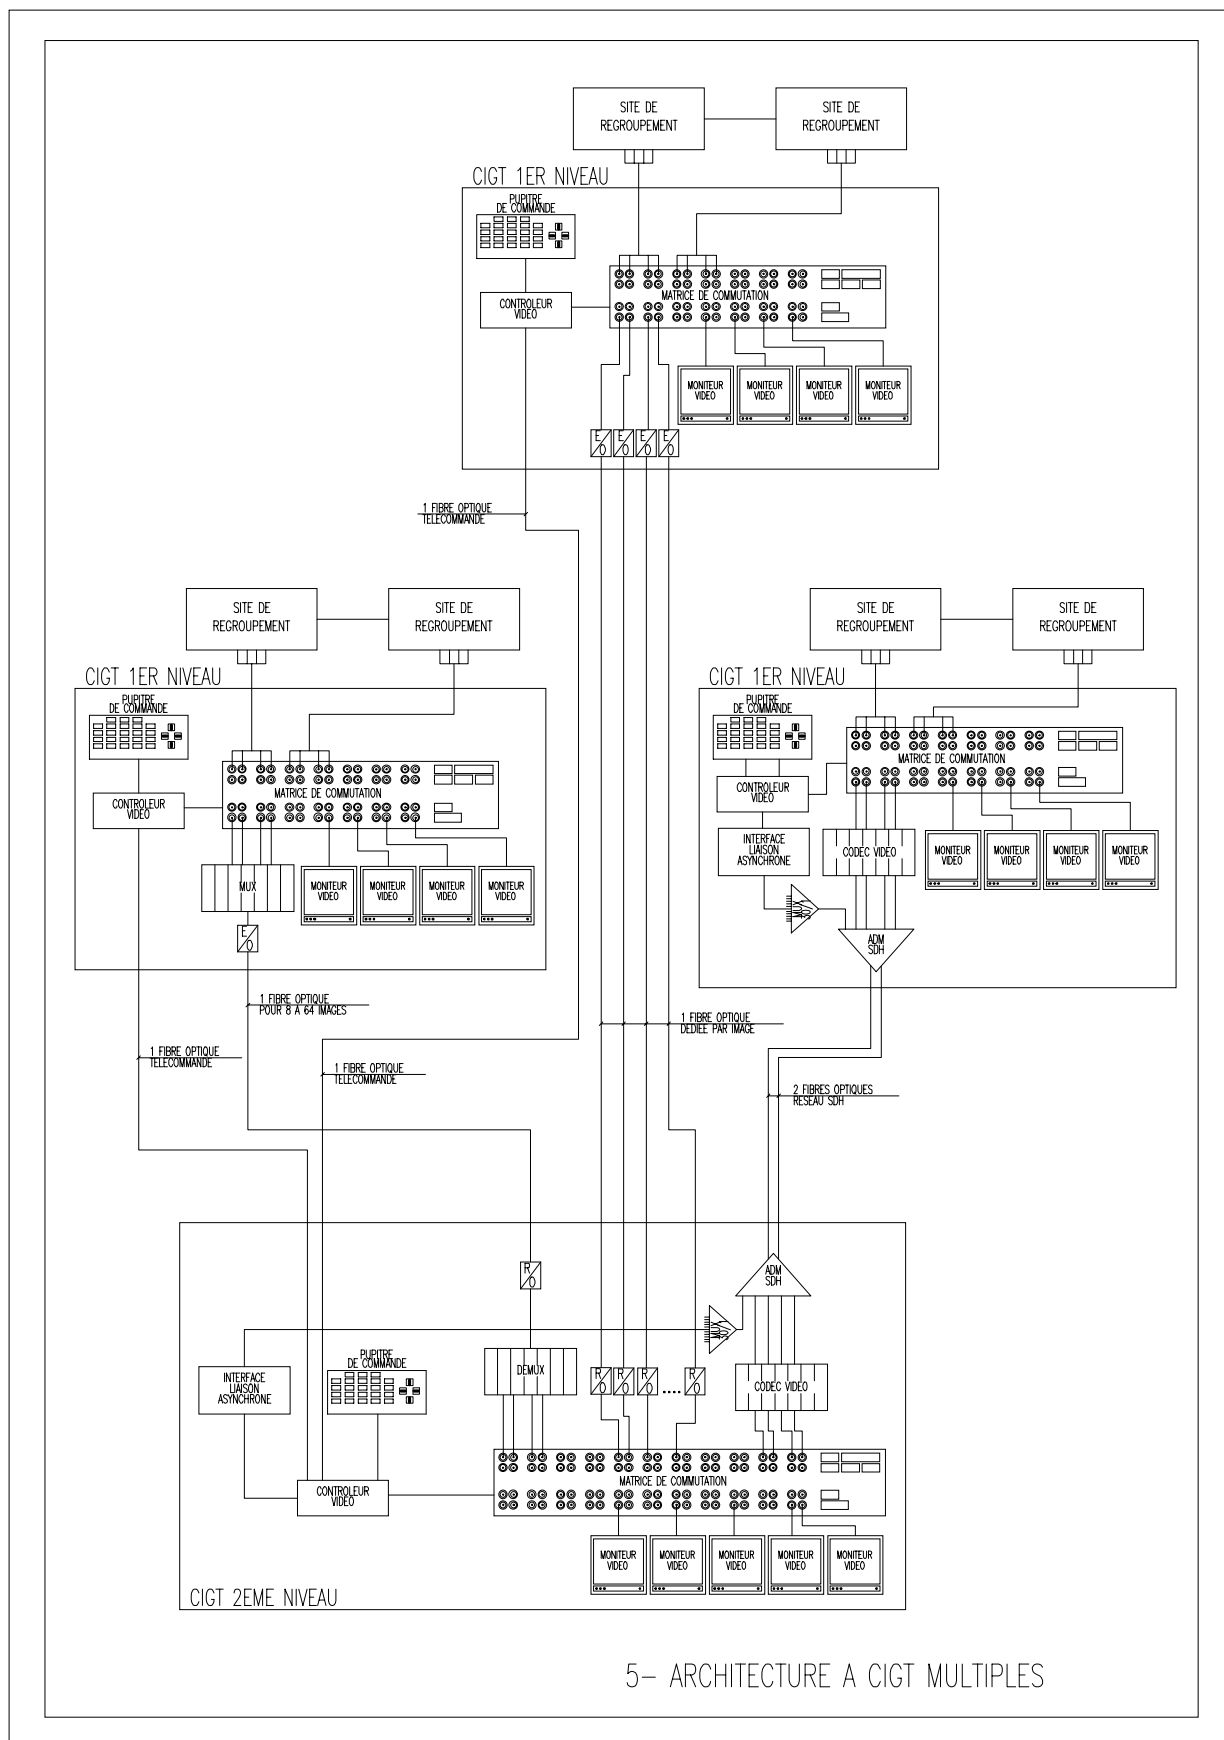 SITE DE
REGROUPEMENT
SITE DE
REGROUPEMENT
CIGT 1ER NIVEAU
PUPITRE
DE COMMANDE
MATRICE DE COMMUTATION
CONTROLEUR
VIDEO
MONITEUR
VIDEO
MONITEUR
VIDEO
MONITEUR
VIDEO
MONITEUR
VIDEO
E
O
E
O
E
O
E
O
1 FIBRE OPTIQUE
TELECOMMANDE
SITE DE
REGROUPEMENT
SITE DE
REGROUPEMENT
CIGT 1ER NIVEAU
PUPITRE
DE COMMANDE
MATRICE DE COMMUTATION
CONTROLEUR
VIDEO
MUX
MONITEUR
VIDEO
MONITEUR
VIDEO
MONITEUR
VIDEO
MONITEUR
VIDEO
E
O
SITE DE
REGROUPEMENT
SITE DE
REGROUPEMENT
CIGT 1ER NIVEAU
PUPITRE
DE COMMANDE
MATRICE DE COMMUTATION
CONTROLEUR
VIDEO
INTERFACE
LIAISON
ASYNCHRONE
CODEC VIDEO
MONITEUR
VIDEO
MONITEUR
VIDEO
MONITEUR
VIDEO
MONITEUR
VIDEO
MUX
ADM
SDH
1 FIBRE OPTIQUE
POUR 8 A 64 IMAGES
1 FIBRE OPTIQUE
DEDIEE PAR IMAGE
1 FIBRE OPTIQUE
TELECOMMANDE
1 FIBRE OPTIQUE
TELECOMMANDE
2 FIBRES OPTIQUES
RESEAU SDH
R
O
ADM
SDH
MUX
INTERFACE
LIAISON
ASYNCHRONE
PUPITRE
DE COMMANDE
DEMUX
R
O
R
O
R
O
....
R
O
CODEC VIDEO
MATRICE DE COMMUTATION
CONTROLEUR
VIDEO
MONITEUR
VIDEO
MONITEUR
VIDEO
MONITEUR
VIDEO
MONITEUR
VIDEO
MONITEUR
VIDEO
CIGT 2EME NIVEAU
5- ARCHITECTURE A CIGT MULTIPLES